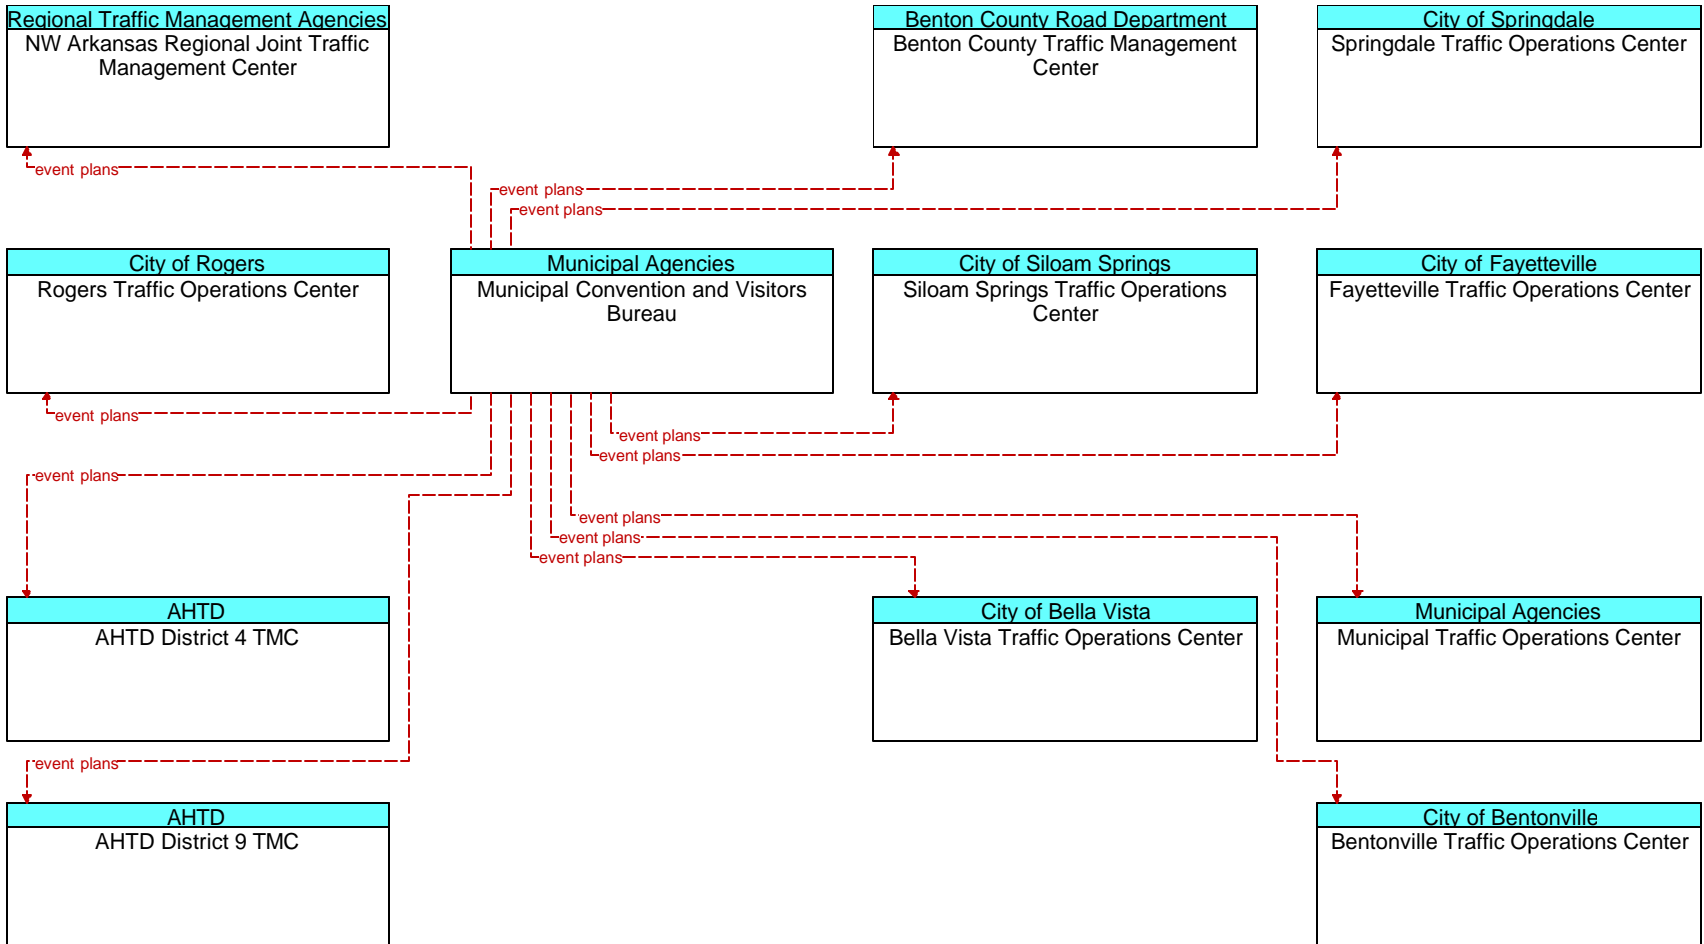 Regional Traffic Management Agencies
NW Arkansas Regional Joint Traffic
Management Center
Benton County Road Department
Benton County Traffic Management
Center
City of Springdale
Springdale Traffic Operations Center
event plans
event plans
event plans
City of Rogers
Rogers Traffic Operations Center
Municipal Agencies
Municipal Convention and Visitors
Bureau
City of Siloam Springs
Siloam Springs Traffic Operations
Center
City of Fayetteville
Fayetteville Traffic Operations Center
event plans
event plans
event plans
event plans
event plans
event plans
event plans
AHTD
AHTD District 4 TMC
City of Bella Vista
Bella Vista Traffic Operations Center
Municipal Agencies
Municipal Traffic Operations Center
event plans
AHTD
AHTD District 9 TMC
City of Bentonville
Bentonville Traffic Operations Center